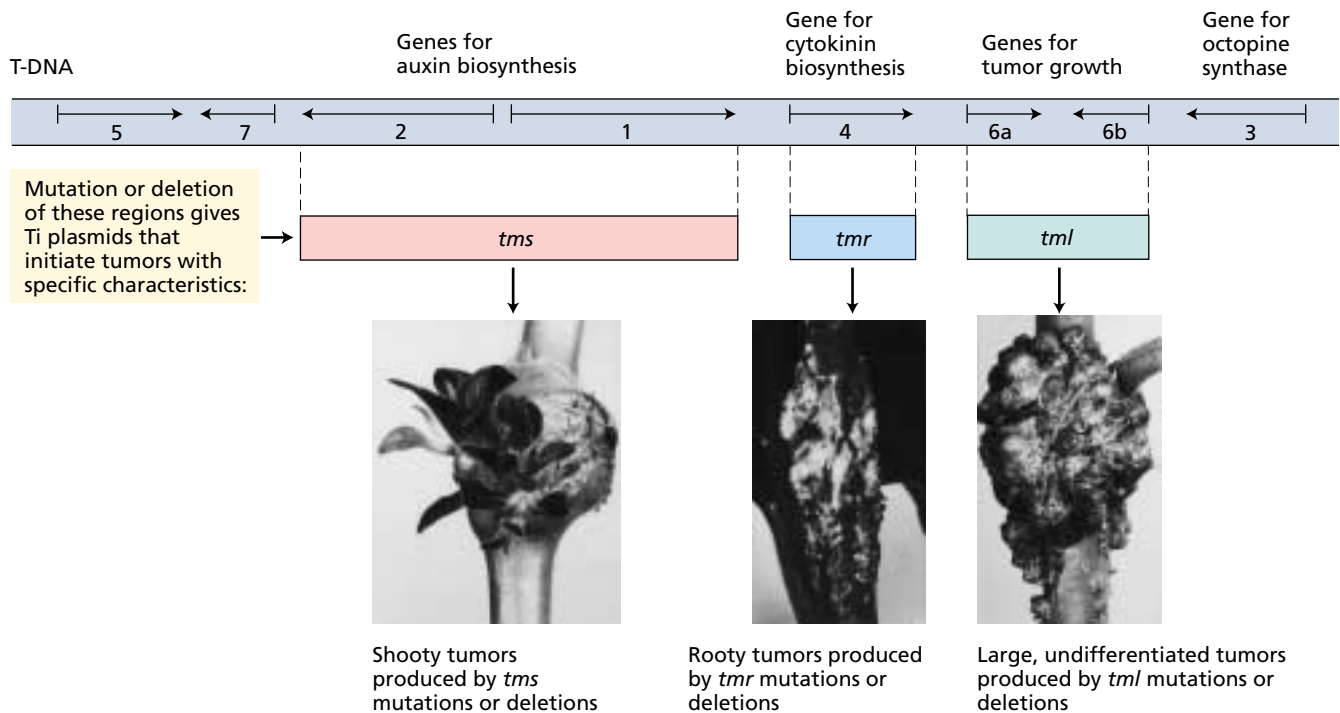 T-DNA
Genes for
auxin biosynthesis
Gene for
cytokinin
biosynthesis
Genes for
tumor growth
Gene for
octopine
synthase
5
7
2
1
4
6a
6b
3
Mutation or deletion
of these regions gives
Ti plasmids that
initiate tumors with
specific characteristics:
tms
tmr
tml
Shooty tumors
produced by tms
mutations or deletions
Rooty tumors produced
by tmr mutations or
deletions
Large, undifferentiated tumors
produced by tml mutations or
deletions